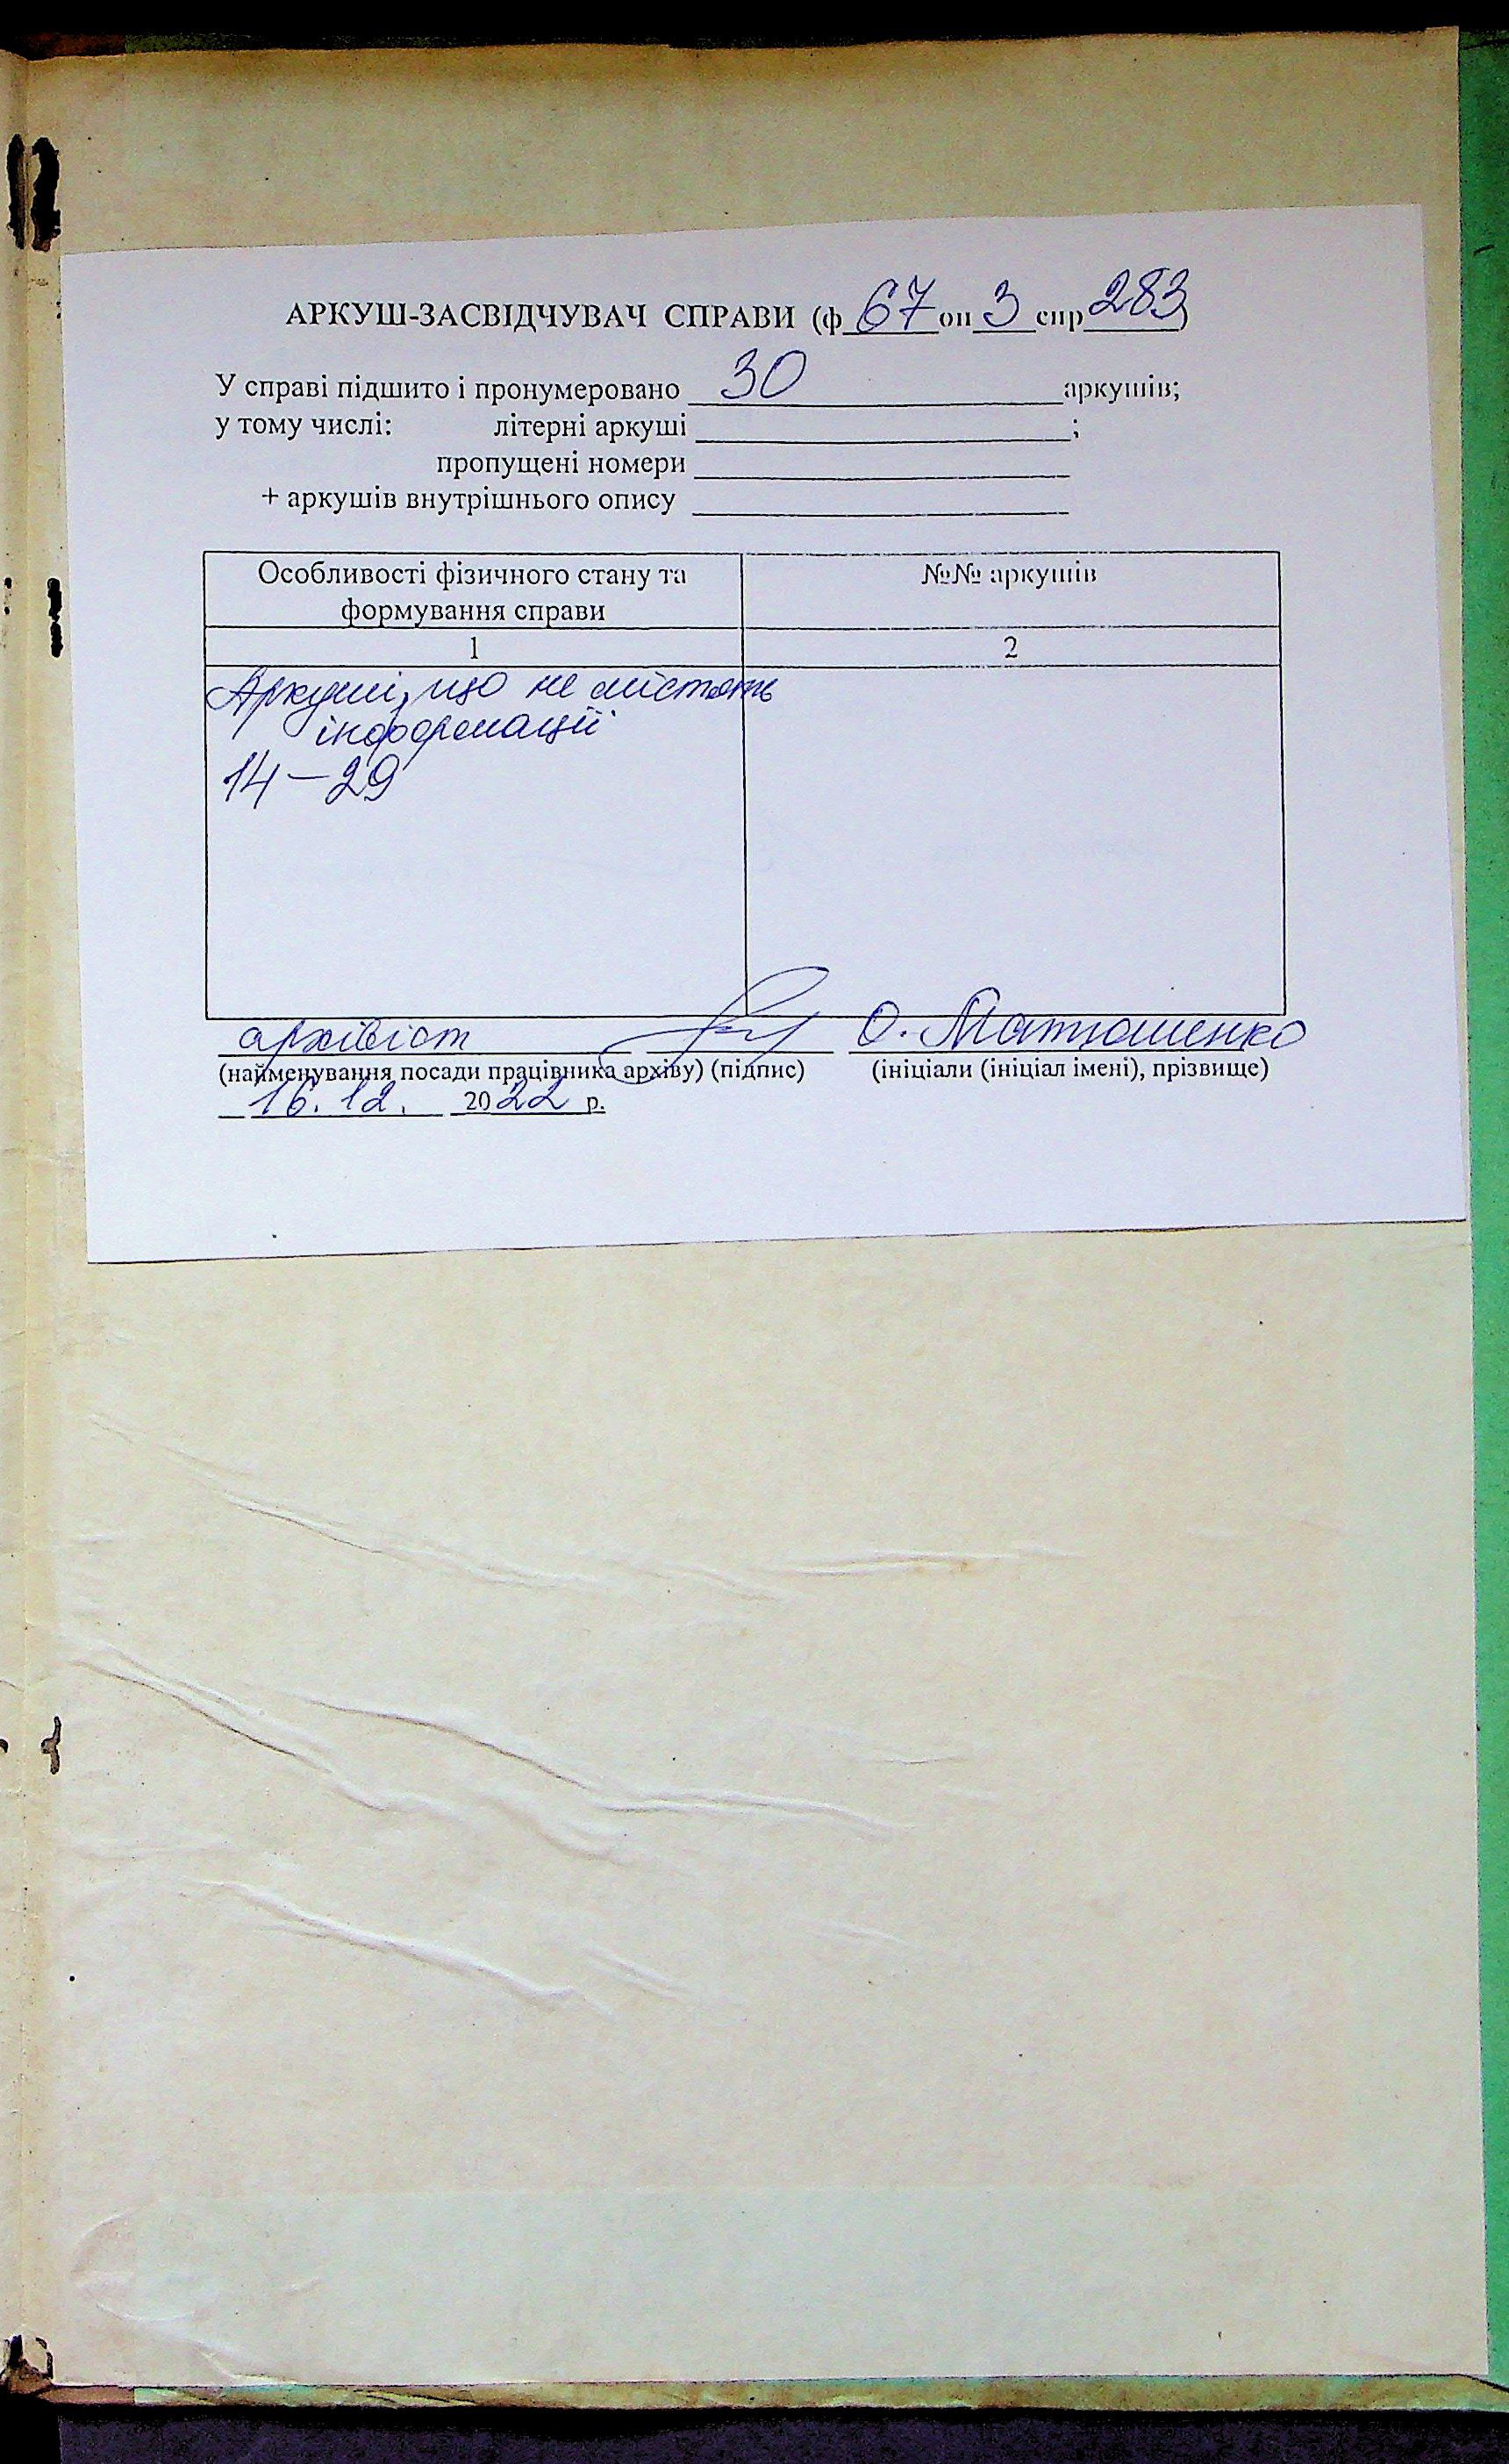 АРКУШ-ЗАСВІДЧУВАЧ СПРАВИ (ф 67 оп 3 спр 283)
У справі підшито і пронумеровано 30 аркушів;
у тому числі: літерні аркуші ;
пропущені номери
+ аркушів внутрішнього опису
Особливості фізичного стану та №№ аркушів
формування справи
1 2
Аркуші, що не містять
інформації
14-29
архівіст О. Матюшенко
(найменування посади працівника архіву) (підпис) (ініціали (ініціал імені), прізвище)
16.12. 2022 р.